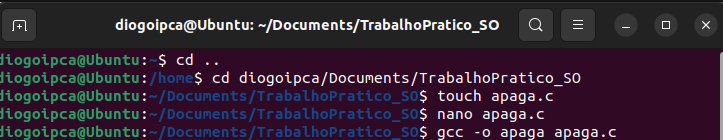 diogoipca@Ubuntu: ~/Documents/TrabalhoPratico_SO
diogoipca@Ubuntu:~$ cd ..
diogoipca@Ubuntu:/home$ cd diogoipca/Documents/TrabalhoPratico_SO
diogoipca@Ubuntu:~/Documents/TrabalhoPratico_SO$ touch apaga.c
diogoipca@Ubuntu:~/Documents/TrabalhoPratico_SO$ nano apaga.c
diogoipca@Ubuntu:~/Documents/TrabalhoPratico_SO$ gcc -o apaga apaga.c